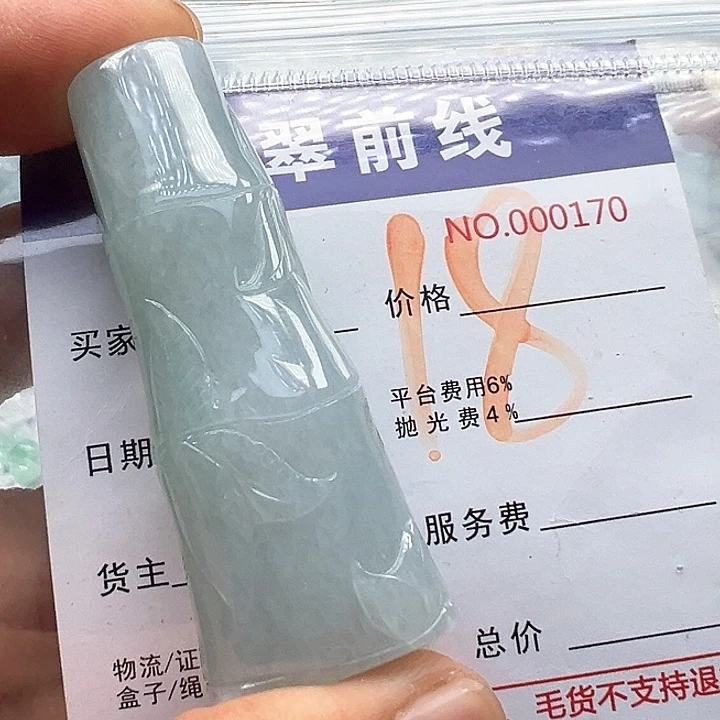 翠前线
NO.000170
18
价格
买家
平台费用6%
抛光费4%
日期
服务费
货主
总价
物流/证
盒子/绳
毛货不支持退